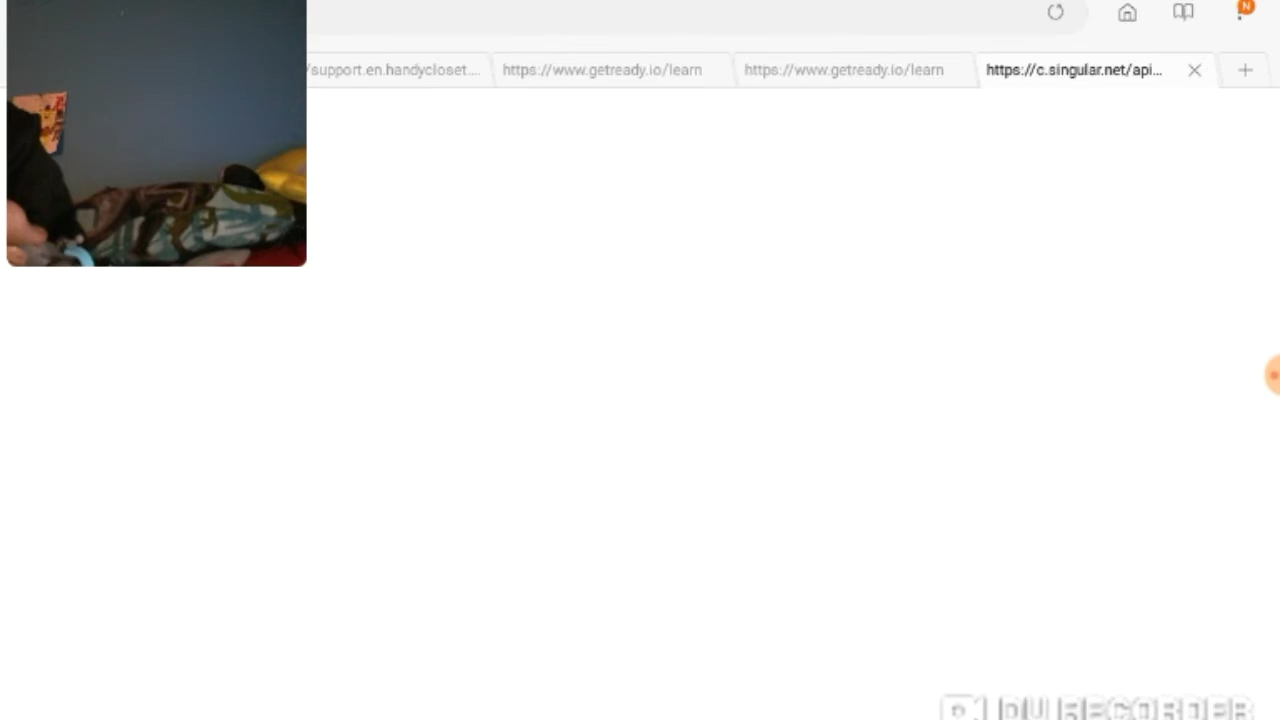 N
/support.en.handycloset.... https://www.getready.io/learn https://www.getready.io/learn https://c.singular.net/api...
DU RECORDER